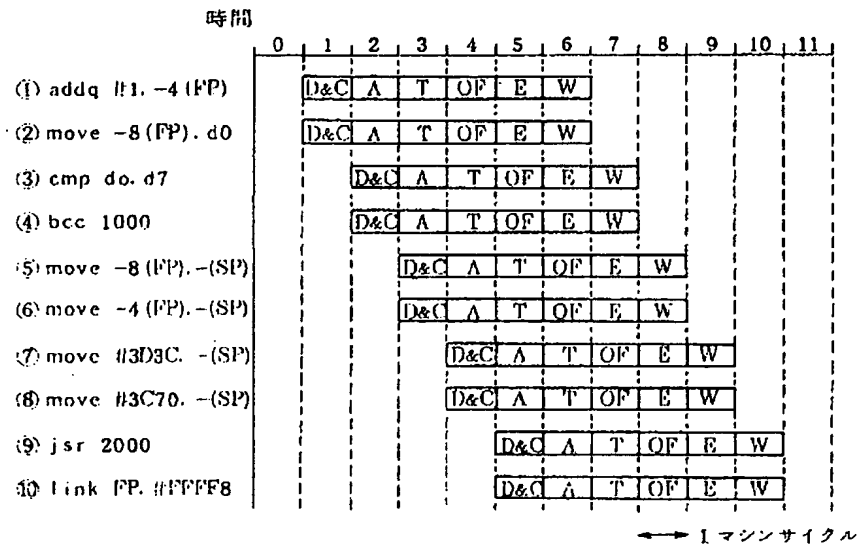 時間
0 1 2 3 4 5 6 7 8 9 10 11
① addq #1. -4(FP) D&C A T OF E W
② move -8(FP). d0 D&C A T OF E W
③ cmp do. d7 D&C A T OF E W
④ bcc 1000 D&C A T OF E W
⑤ move -8(FP). -(SP) D&C A T OF E W
⑥ move -4(FP). -(SP) D&C A T OF E W
⑦ move #3D3C. -(SP) D&C A T OF E W
⑧ move #3C70. -(SP) D&C A T OF E W
⑨ jsr 2000 D&C A T OF E W
⑩ link FP. #FFFF8 D&C A T OF E W
1 マシンサイクル